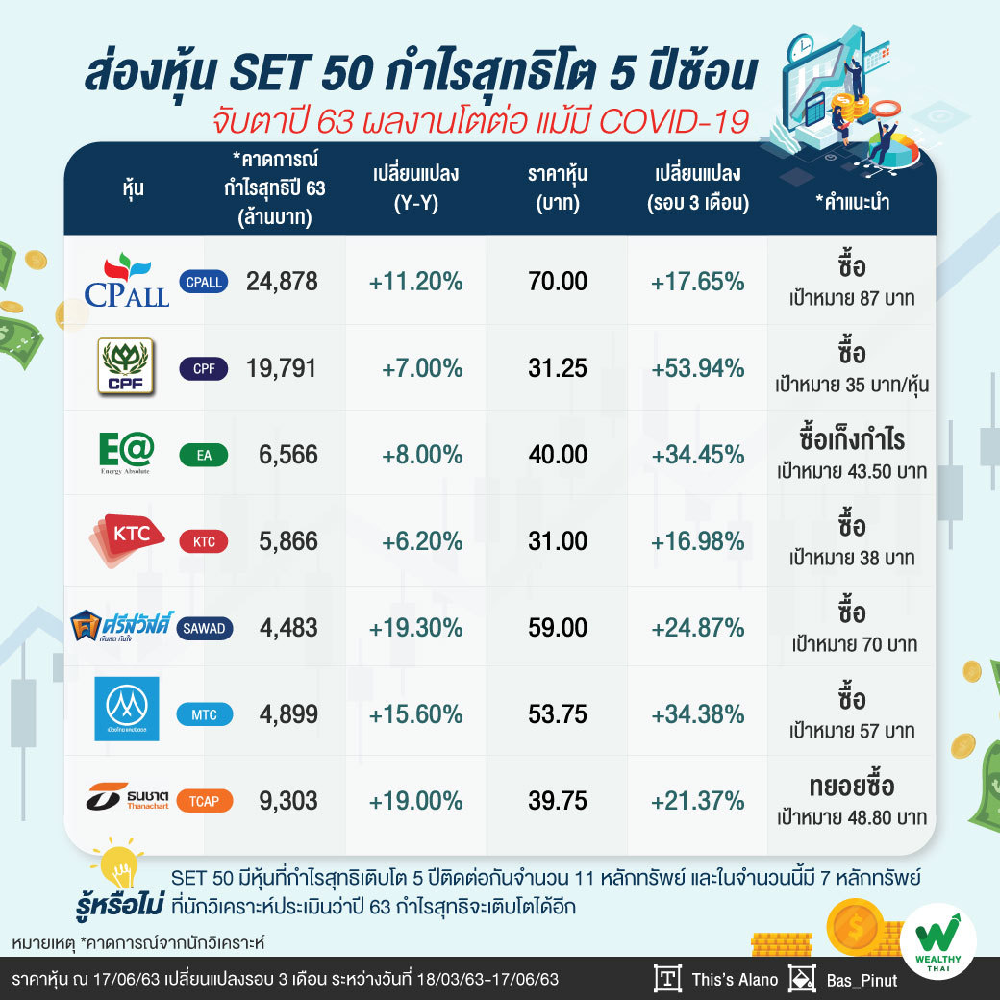 ส่องหุ้น SET 50 กำไรสุทธิโต 5 ปีซ้อน
จับตาปี 63 ผลงานโตต่อ แม้มี COVID-19
หุ้น
*คาดการณ์
กำไรสุทธิปี 63
(ล้านบาท)
เปลี่ยนแปลง
(Y-Y)
ราคาหุ้น
(บาท)
เปลี่ยนแปลง
(รอบ 3 เดือน)
*คำแนะนำ
CPALL CPALL 24,878 +11.20% 70.00 +17.65% ซื้อ
เป้าหมาย 87 บาท
CPF CPF 19,791 +7.00% 31.25 +53.94% ซื้อ
เป้าหมาย 35 บาท/หุ้น
E@ EA 6,566 +8.00% 40.00 +34.45% ซื้อเก็งกำไร
Energy Absolute เป้าหมาย 43.50 บาท
KTC KTC 5,866 +6.20% 31.00 +16.98% ซื้อ
เป้าหมาย 38 บาท
ศรีสวัสดิ์ SAWAD 4,483 +19.30% 59.00 +24.87% ซื้อ
เงินสด ทันใจ เป้าหมาย 70 บาท
MTC 4,899 +15.60% 53.75 +34.38% ซื้อ
เมืองไทย แคปปิตอล เป้าหมาย 57 บาท
ธนชาต TCAP 9,303 +19.00% 39.75 +21.37% ทยอยซื้อ
Thanachart เป้าหมาย 48.80 บาท
รู้หรือไม่
SET 50 มีหุ้นที่กำไรสุทธิเติบโต 5 ปีติดต่อกันจำนวน 11 หลักทรัพย์ และในจำนวนนี้มี 7 หลักทรัพย์
ที่นักวิเคราะห์ประเมินว่าปี 63 กำไรสุทธิจะเติบโตได้อีก
หมายเหตุ *คาดการณ์จากนักวิเคราะห์
W
WEALTHY
THAI
ราคาหุ้น ณ 17/06/63 เปลี่ยนแปลงรอบ 3 เดือน ระหว่างวันที่ 18/03/63-17/06/63
T This's Alano Bas_Pinut